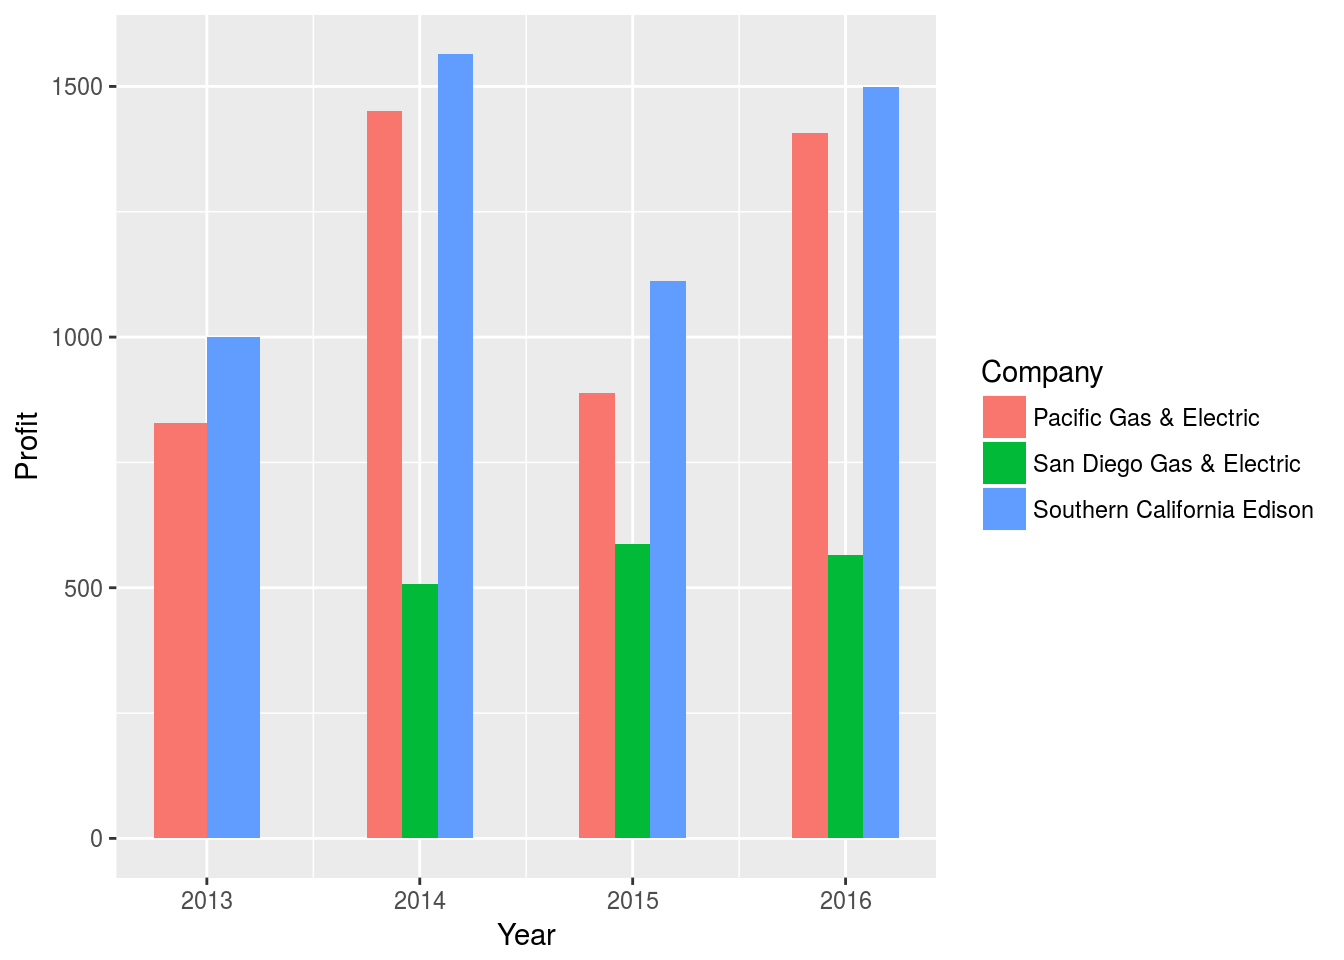 1500
1000
500
0
Profit
2013 2014 2015 2016
Year
Company
Pacific Gas & Electric
San Diego Gas & Electric
Southern California Edison